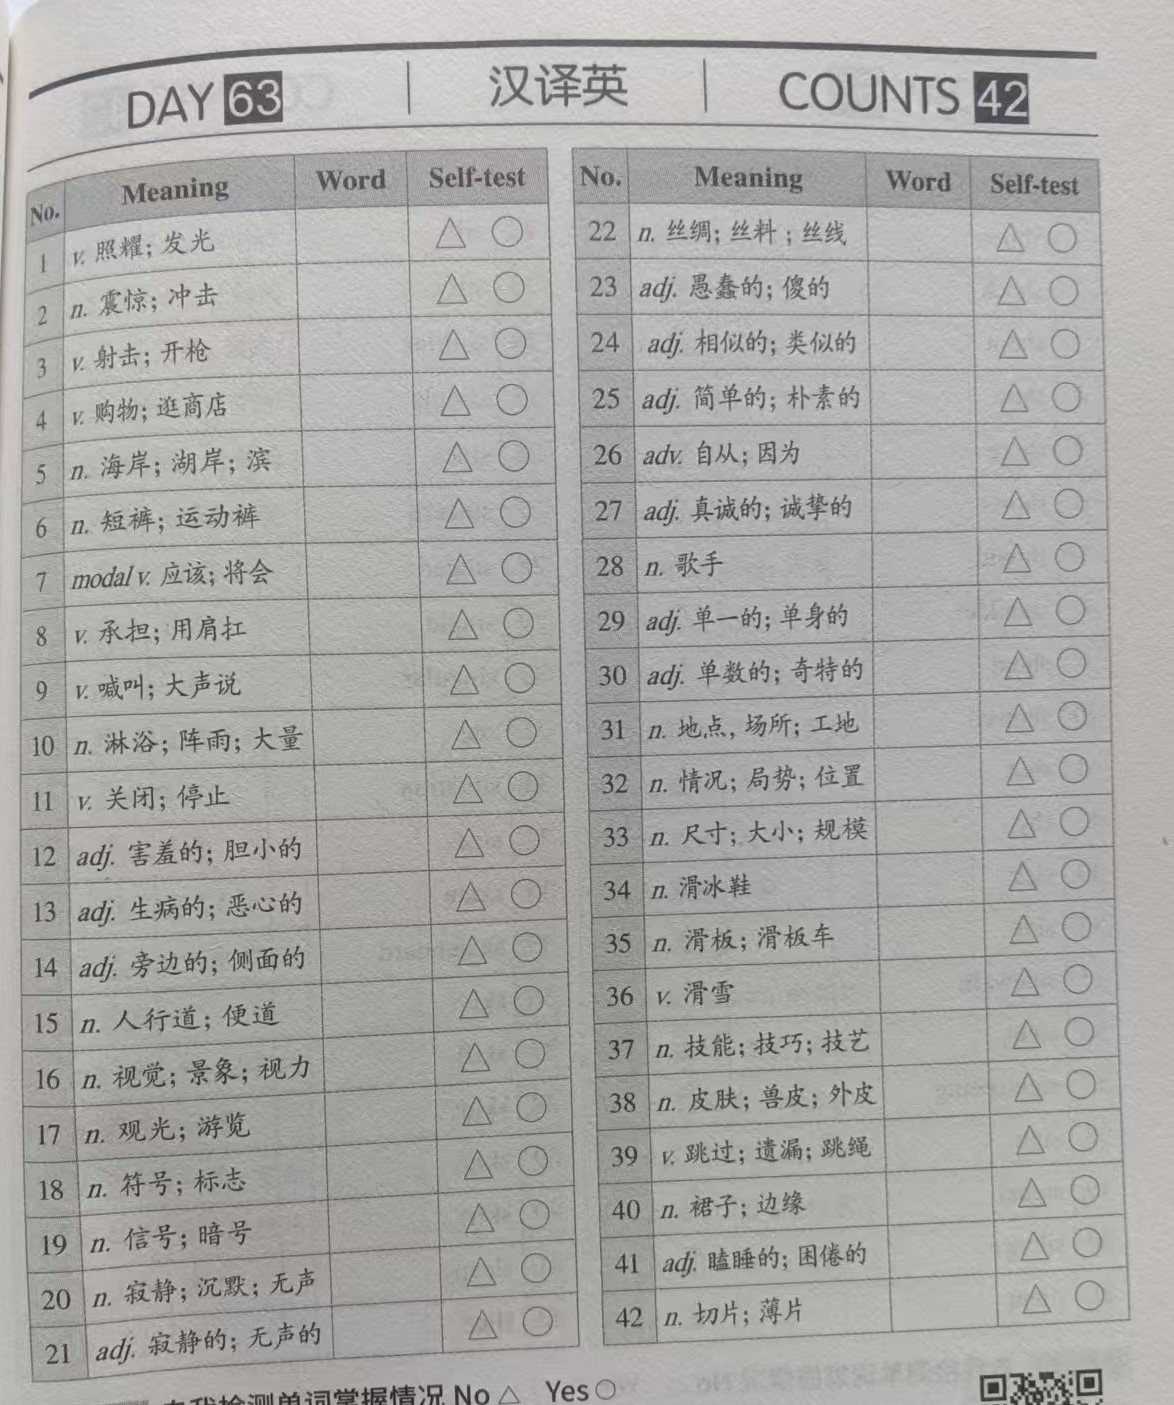 DAY 63 汉译英 COUNTS 42
No. Meaning Word Self-test
1 v. 照耀; 发光 △ ○
2 n. 震惊; 冲击 △ ○
3 v. 射击; 开枪 △ ○
4 v. 购物; 逛商店 △ ○
5 n. 海岸; 湖岸; 滨 △ ○
6 n. 短裤; 运动裤 △ ○
7 modal v. 应该; 将会 △ ○
8 v. 承担; 用肩扛 △ ○
9 v. 喊叫; 大声说 △ ○
10 n. 淋浴; 阵雨; 大量 △ ○
11 v. 关闭; 停止 △ ○
12 adj. 害羞的; 胆小的 △ ○
13 adj. 生病的; 恶心的 △ ○
14 adj. 旁边的; 侧面的 △ ○
15 n. 人行道; 便道 △ ○
16 n. 视觉; 景象; 视力 △ ○
17 n. 观光; 游览 △ ○
18 n. 符号; 标志 △ ○
19 n. 信号; 暗号 △ ○
20 n. 寂静; 沉默; 无声 △ ○
21 adj. 寂静的; 无声的 △ ○
No. Meaning Word Self-test
22 n. 丝绸; 丝料 ; 丝线 △ ○
23 adj. 愚蠢的; 傻的 △ ○
24 adj. 相似的; 类似的 △ ○
25 adj. 简单的; 朴素的 △ ○
26 adv. 自从; 因为 △ ○
27 adj. 真诚的; 诚挚的 △ ○
28 n. 歌手 △ ○
29 adj. 单一的; 单身的 △ ○
30 adj. 单数的; 奇特的 △ ○
31 n. 地点, 场所; 工地 △ ○
32 n. 情况; 局势; 位置 △ ○
33 n. 尺寸; 大小; 规模 △ ○
34 n. 滑冰鞋 △ ○
35 n. 滑板; 滑板车 △ ○
36 v. 滑雪 △ ○
37 n. 技能; 技巧; 技艺 △ ○
38 n. 皮肤; 兽皮; 外皮 △ ○
39 v. 跳过; 遗漏; 跳绳 △ ○
40 n. 裙子; 边缘 △ ○
41 adj. 瞌睡的; 困倦的 △ ○
42 n. 切片; 薄片 △ ○
自我检测单词掌握情况 No △ Yes ○